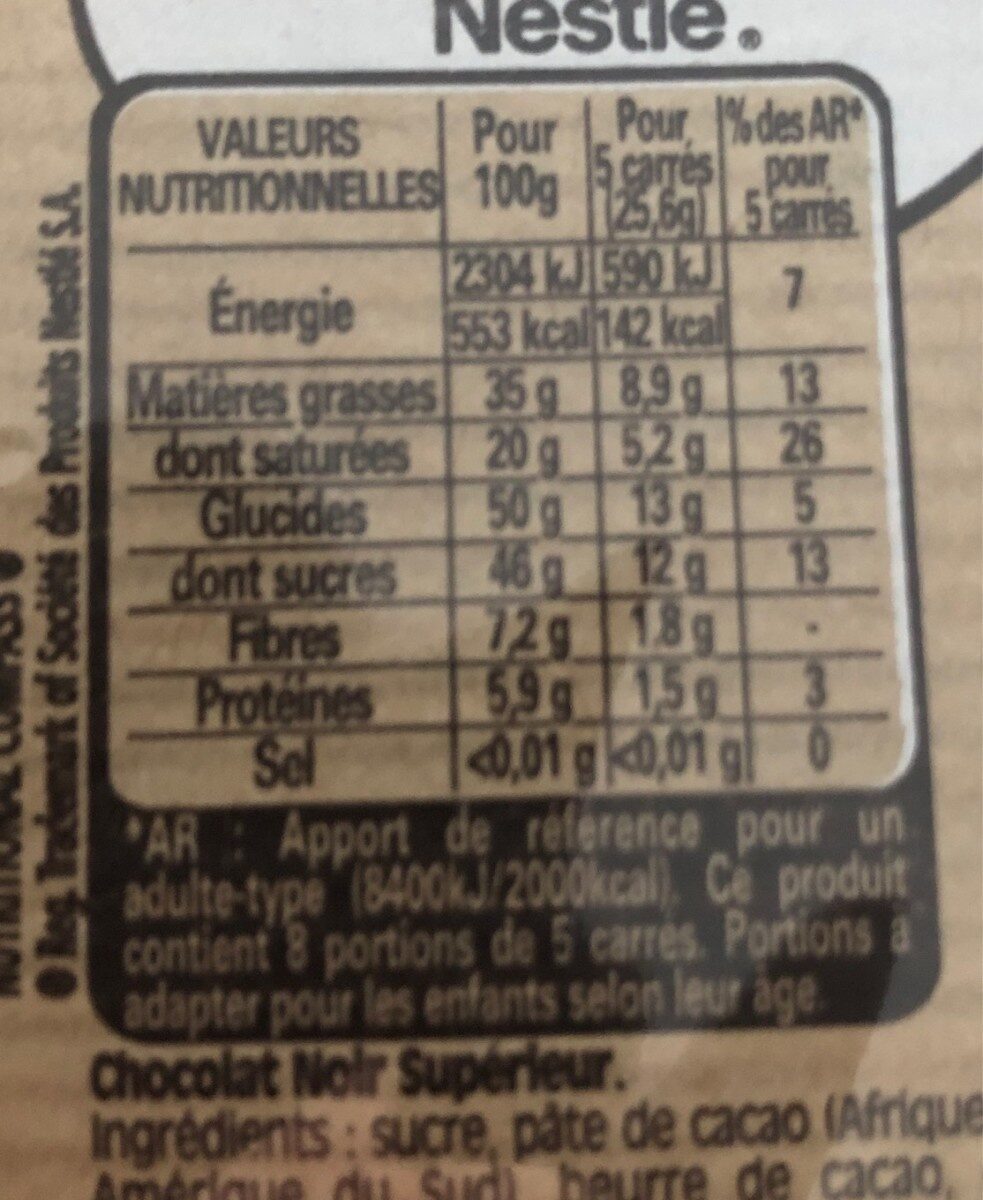 Nestlé®
VALEURS NUTRITIONNELLES | Pour 100g | Pour 5 carrés (25,6g) | % des AR* pour 5 carrés
Énergie | 2304 kJ | 590 kJ | 7
553 kcal | 142 kcal
Matières grasses | 35 g | 8,9 g | 13
dont saturées | 20 g | 5,2 g | 26
Glucides | 50 g | 13 g | 5
dont sucres | 46 g | 12 g | 13
Fibres | 7,2 g | 1,8 g | -
Protéines | 5,9 g | 1,5 g | 3
Sel | <0,01 g | <0,01 g | 0
*AR : Apport de référence pour un
adulte-type (8400kJ/2000kcal). Ce produit
contient 8 portions de 5 carrés. Portions à
adapter pour les enfants selon leur âge.
Chocolat Noir Supérieur.
Ingrédients : sucre, pâte de cacao (Afrique
Amérique du Sud) beurre de cacao,
NUTRITIONAL COMPASS ®
® Reg. Trademark of Société des Produits Nestlé S.A.